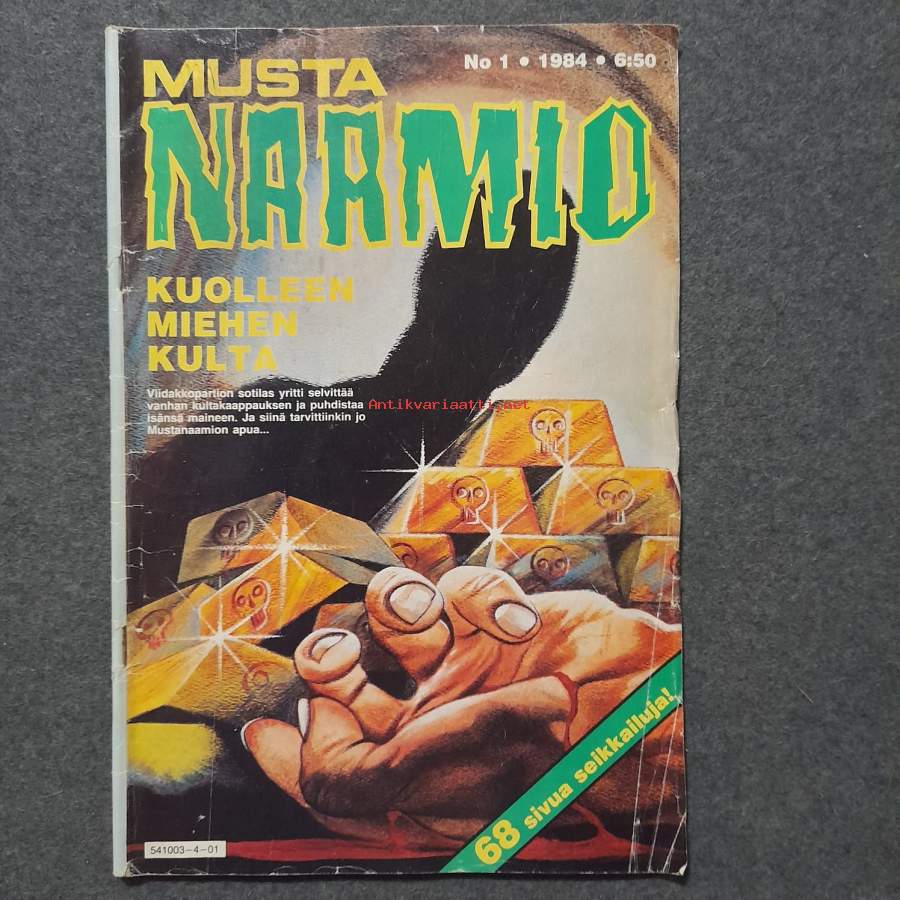 No 1 • 1984 • 6:50
MUSTA
NAAMIO
KUOLLEEN
MIEHEN
KULTA
Viidakkopartion sotilas yritti selvittää
vanhan kultakaappauksen ja puhdistaa
isänsä maineen. Ja siinä tarvittiinkin jo
Mustanaamion apua...
Antikvariaatti.net
68 sivua seikkailuja!
541003-4-01